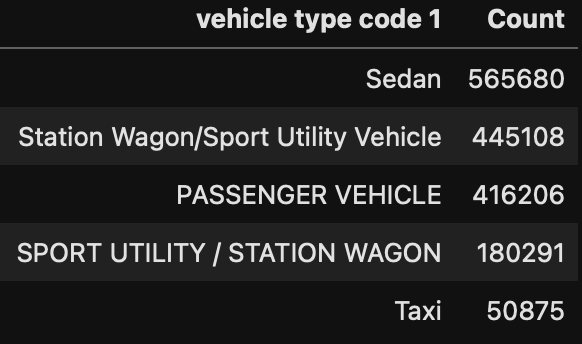 vehicle type code 1 Count
Sedan 565680
Station Wagon/Sport Utility Vehicle 445108
PASSENGER VEHICLE 416206
SPORT UTILITY / STATION WAGON 180291
Taxi 50875